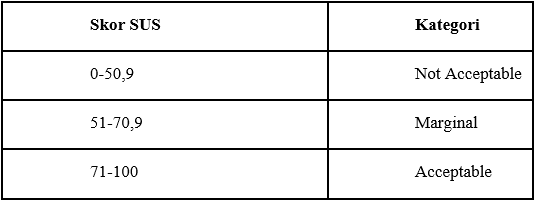 Skor SUS Kategori
0-50,9 Not Acceptable
51-70,9 Marginal
71-100 Acceptable